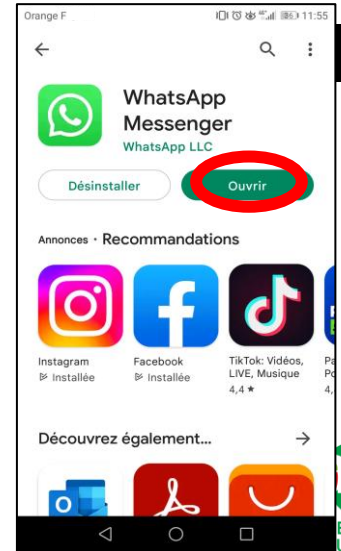 Orange F
11:55
WhatsApp
Messenger
WhatsApp LLC
Désinstaller
Ouvrir
Annonces · Recommandations
Instagram
Installée
Facebook
Installée
TikTok: Vidéos,
LIVE, Musique
4,4 ★
Découvrez également...